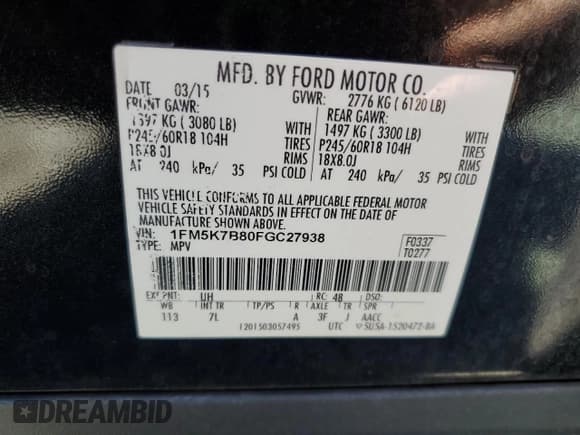 MFD. BY FORD MOTOR CO.
DATE 03/15 GVWR: 2776 KG ( 6120 LB)
FRONT GAWR: REAR GAWR:
1397 KG ( 3080 LB) WITH 1497 KG ( 3300 LB) WITH
P245/60R18 104H TIRES P245/60R18 104H TIRES
18X8.0J RIMS 18X8.0J RIMS
AT 240 kPa/ 35 PSI COLD AT 240 kPa/ 35 PSI COLD
THIS VEHICLE CONFORMS TO ALL APPLICABLE FEDERAL MOTOR
VEHICLE SAFETY STANDARDS IN EFFECT ON THE DATE OF
MANUFACTURE SHOWN ABOVE.
VIN: 1FM5K7B80FGC27938 F0337
TYPE: MPV T0277
EXT PNT: UH RC: 48 DSO:
WB INT TR TP/PS R AXLE TR SPR
113 7L A 3F J AACC
1201503057495 UTC
DREAMBID